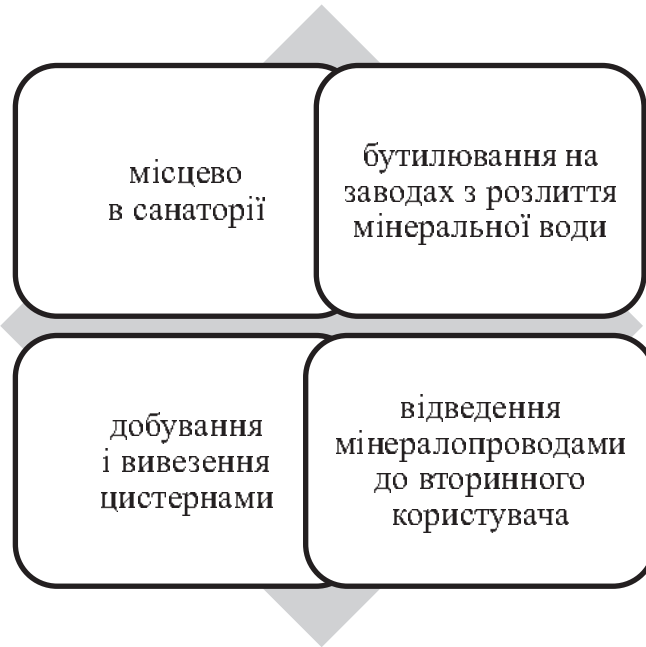 місцево
в санаторії
бутилювання на
заводах з розлиття
мінеральної води
добування
і вивезення
цистернами
відведення
мінералопроводами
до вторинного
користувача